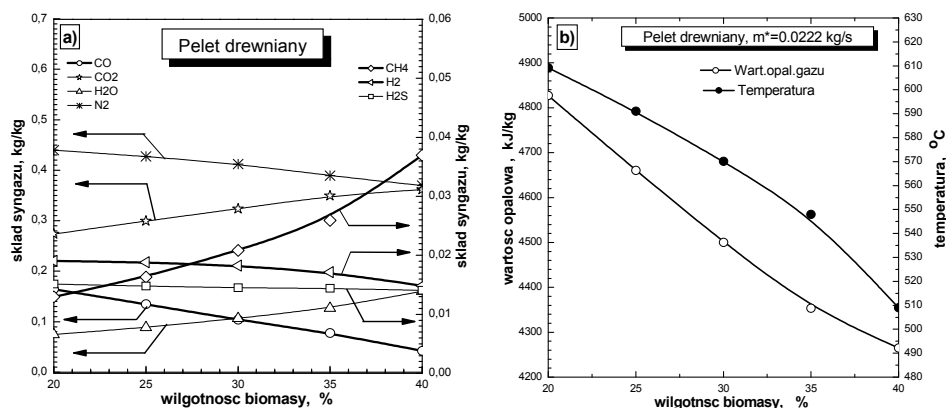 a)
Pelet drewniany
CO
CO2
H2O
N2
CH4
H2
H2S
sklad syngazu, kg/kg
0,7
0,6
0,5
0,4
0,3
0,2
0,1
0,0
sklad syngazu, kg/kg
0,06
0,05
0,04
0,03
0,02
0,01
0,00
20 25 30 35 40
wilgotnosc biomasy, %
b)
Pelet drewniany, m*=0.0222 kg/s
Wart.opal.gazu
Temperatura
wartosc opalowa , kJ/kg
5000
4900
4800
4700
4600
4500
4400
4300
4200
temperatura, °C
630
620
610
600
590
580
570
560
550
540
530
520
510
500
490
480
20 25 30 35 40
wilgotnsc biomasy, %